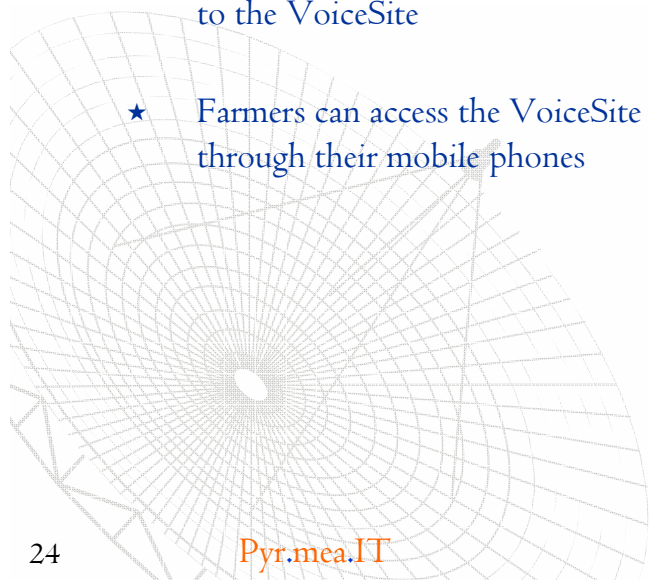 to the VoiceSite
★ Farmers can access the VoiceSite
through their mobile phones
24
Pyr.mea.IT